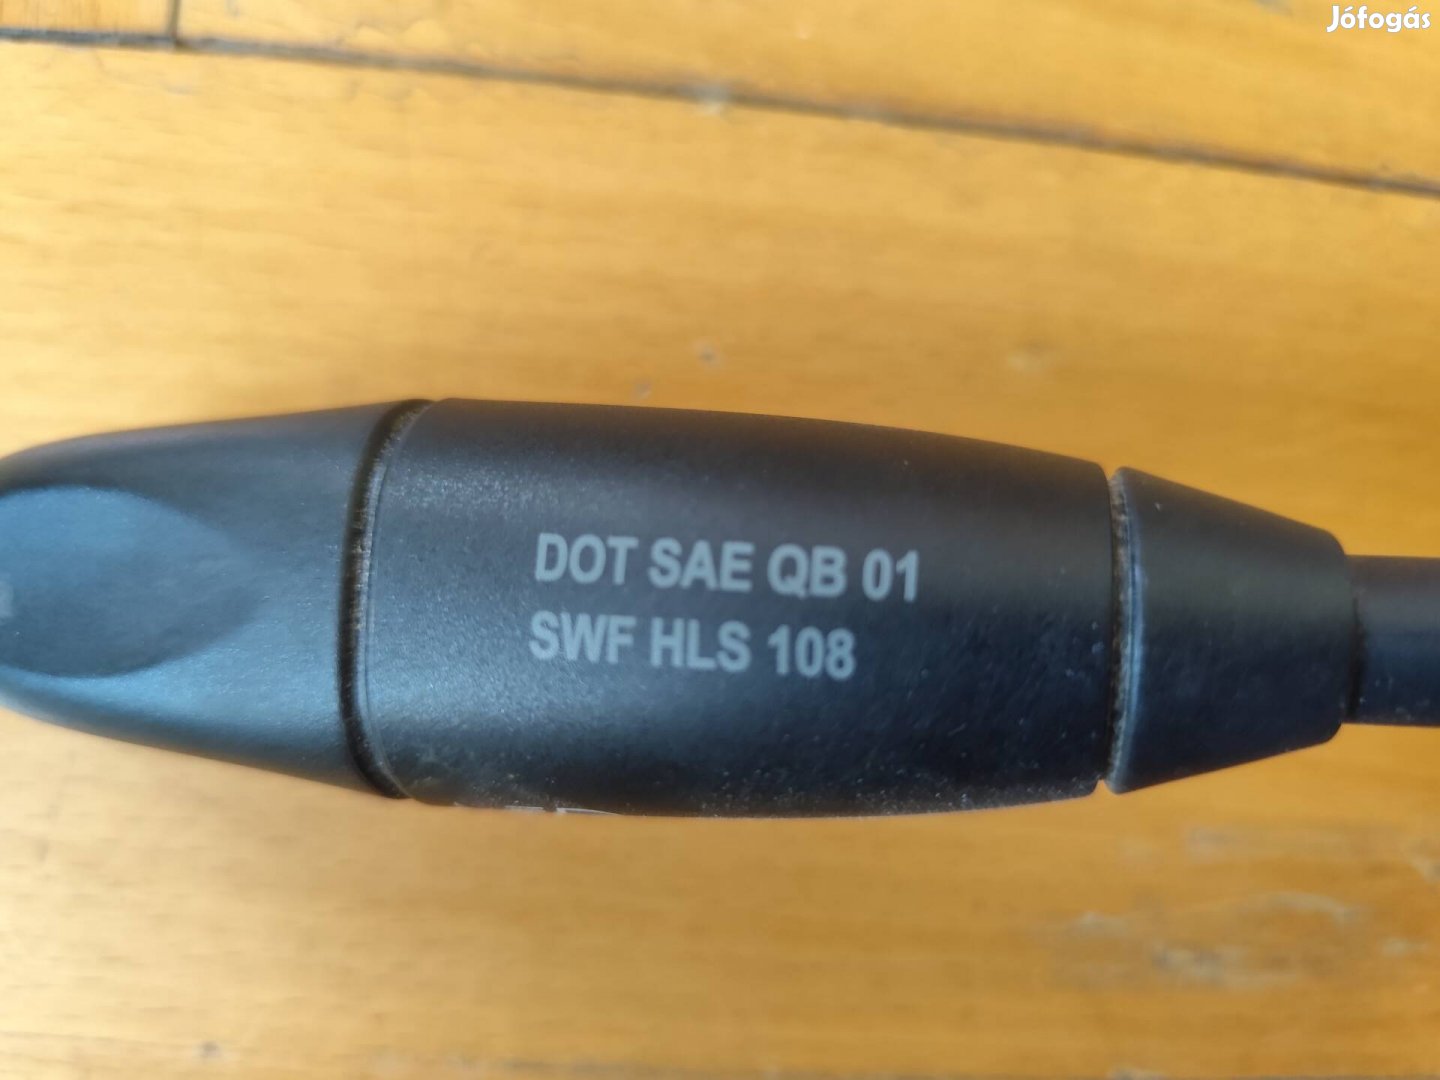 Jófogás
DOT SAE QB 01
SWF HLS 108